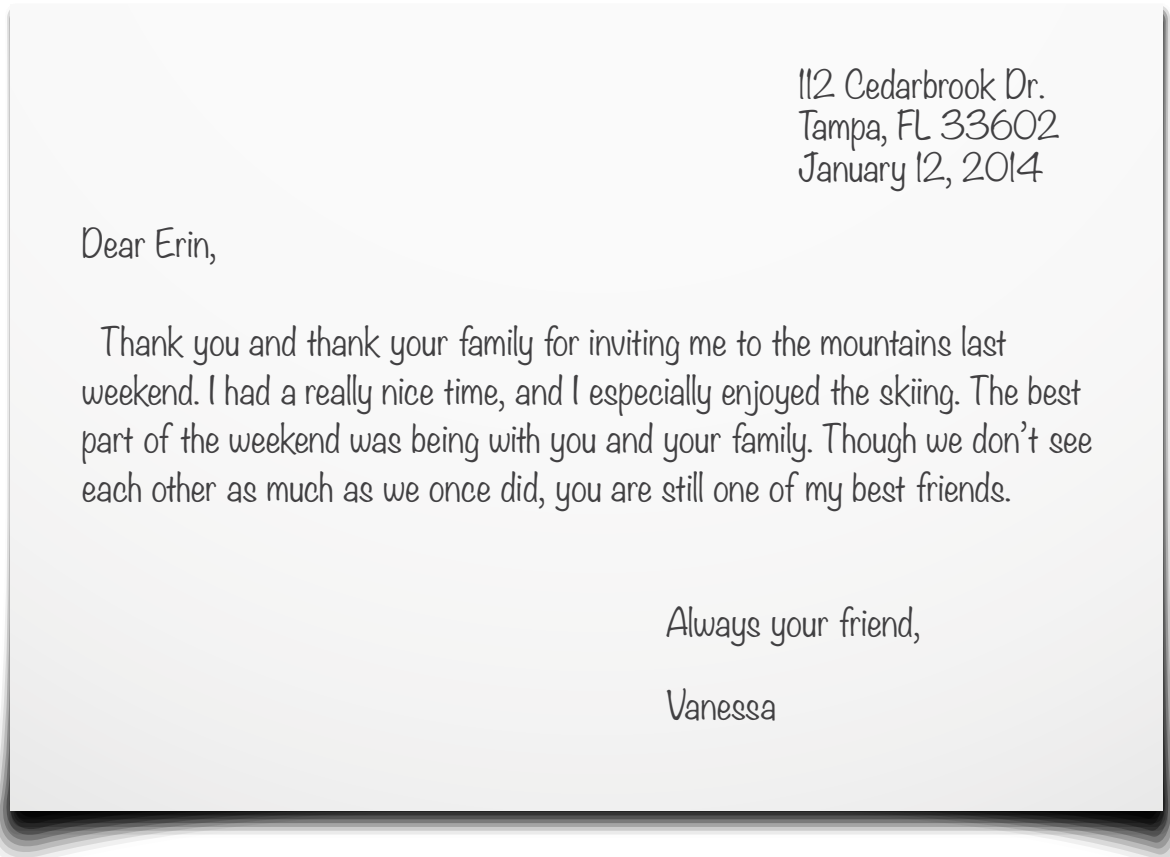 112 Cedarbrook Dr.
Tampa, FL 33602
January 12, 2014
Dear Erin,
Thank you and thank your family for inviting me to the mountains last
weekend. I had a really nice time, and I especially enjoyed the skiing. The best
part of the weekend was being with you and your family. Though we don’t see
each other as much as we once did, you are still one of my best friends.
Always your friend,
Vanessa